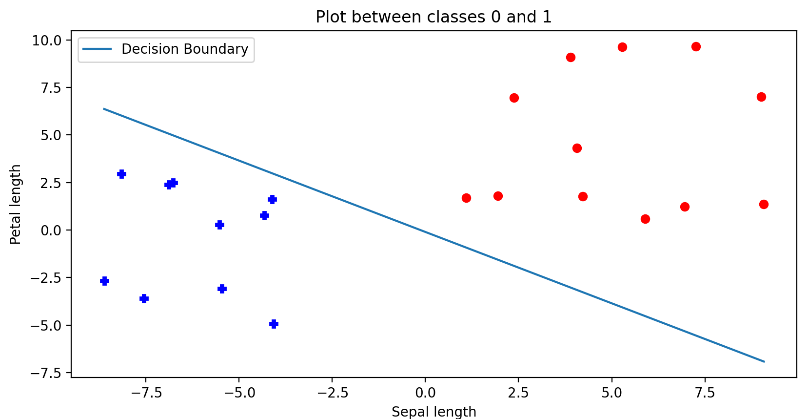 Plot between classes 0 and 1
Decision Boundary
10.0
7.5
5.0
2.5
0.0
−2.5
−5.0
−7.5
Petal length
−7.5 −5.0 −2.5 0.0 2.5 5.0 7.5
Sepal length